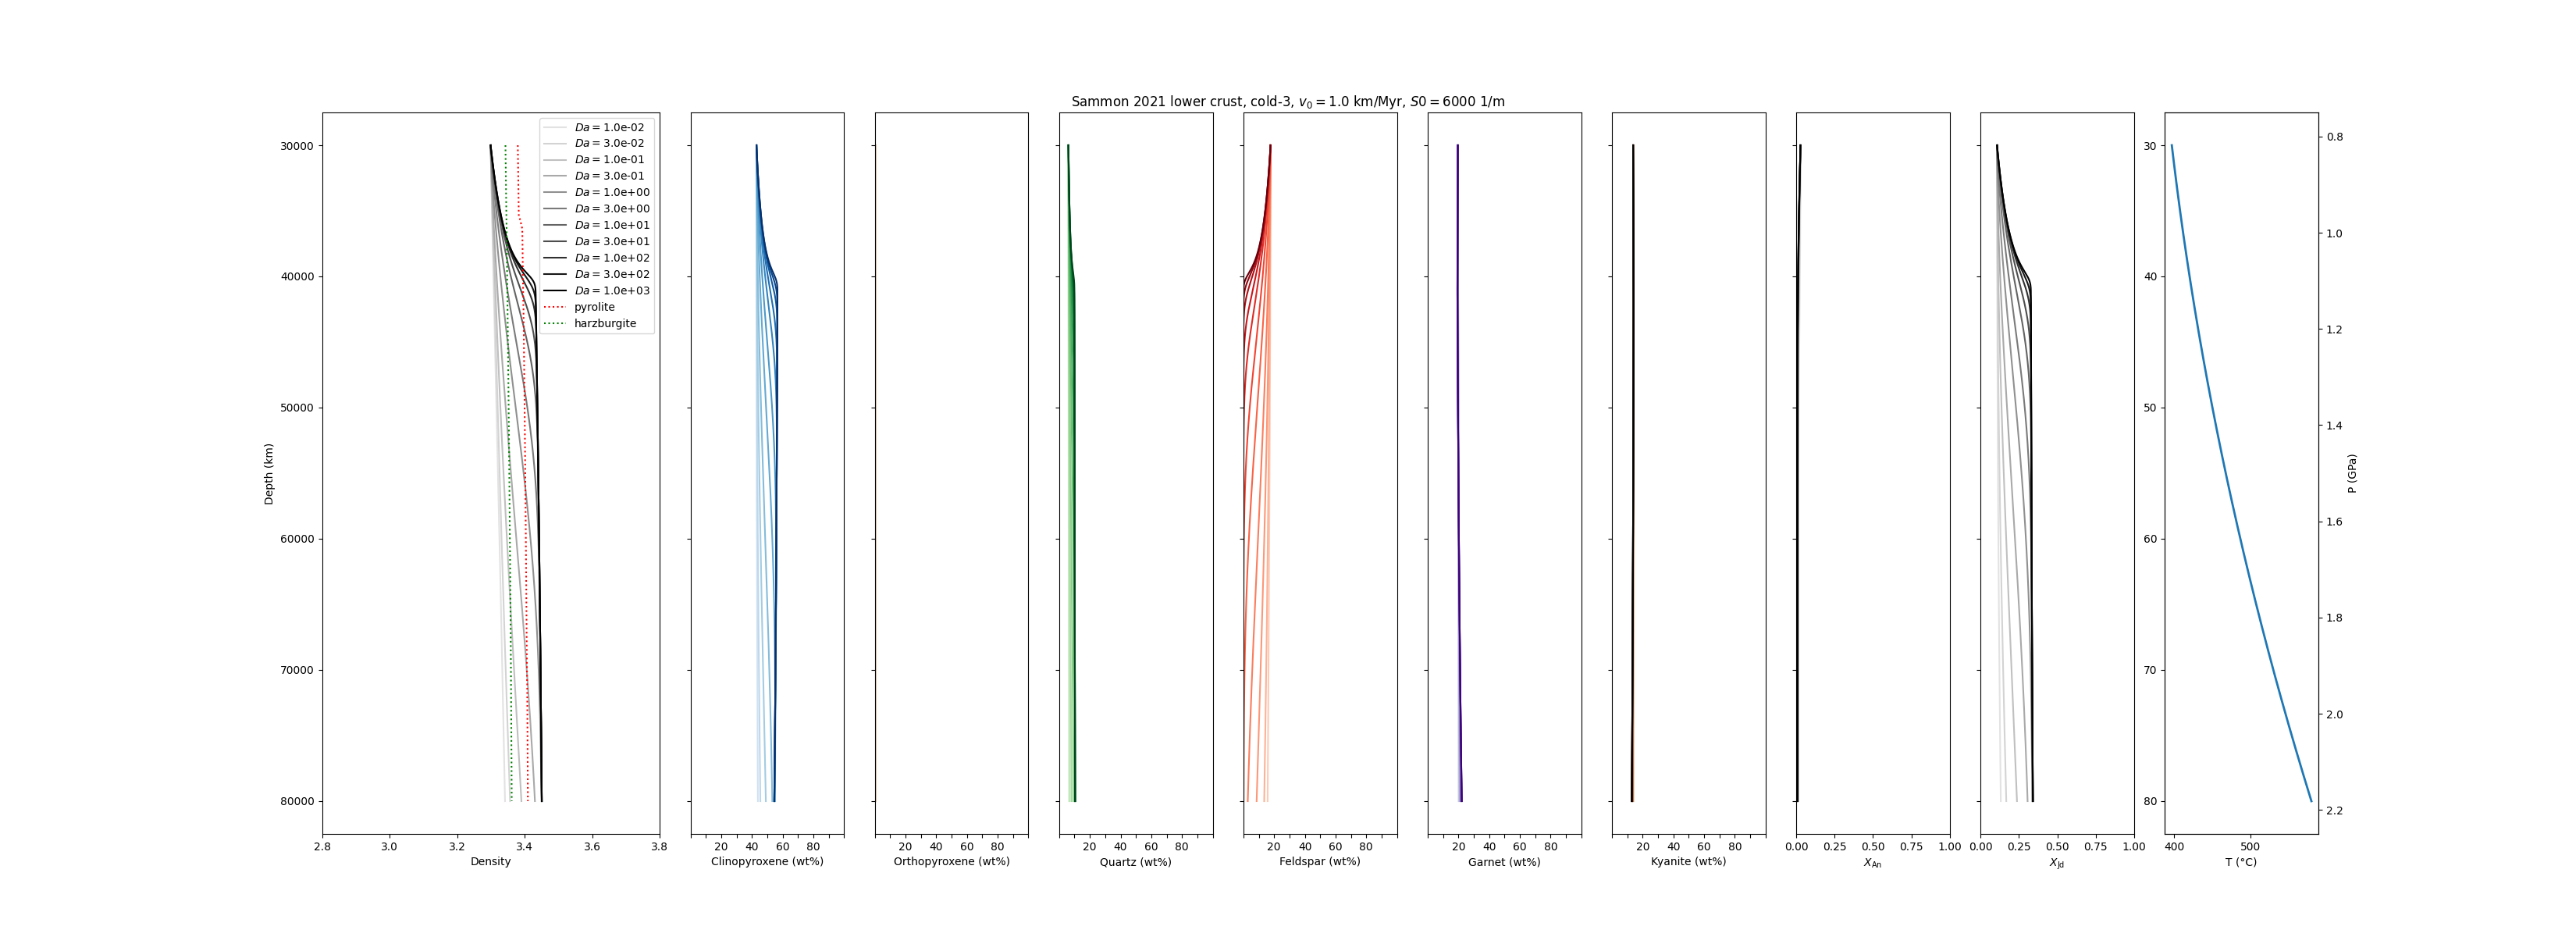 Sammon 2021 lower crust, cold-3, v₀ = 1.0 km/Myr, S0 = 6000 1/m
Da = 1.0e-02
Da = 3.0e-02
Da = 1.0e-01
Da = 3.0e-01
Da = 1.0e+00
Da = 3.0e+00
Da = 1.0e+01
Da = 3.0e+01
Da = 1.0e+02
Da = 3.0e+02
Da = 1.0e+03
pyrolite
harzburgite
Depth (km)
30000
40000
50000
60000
70000
80000
2.8 3.0 3.2 3.4 3.6 3.8
Density
20 40 60 80
Clinopyroxene (wt%)
20 40 60 80
Orthopyroxene (wt%)
20 40 60 80
Quartz (wt%)
20 40 60 80
Feldspar (wt%)
20 40 60 80
Garnet (wt%)
20 40 60 80
Kyanite (wt%)
0.00 0.25 0.50 0.75 1.00
X_An
0.00 0.25 0.50 0.75 1.00
X_Jd
30
40
50
60
70
80
400 500
T (°C)
0.8
1.0
1.2
1.4
1.6
1.8
2.0
2.2
P (GPa)